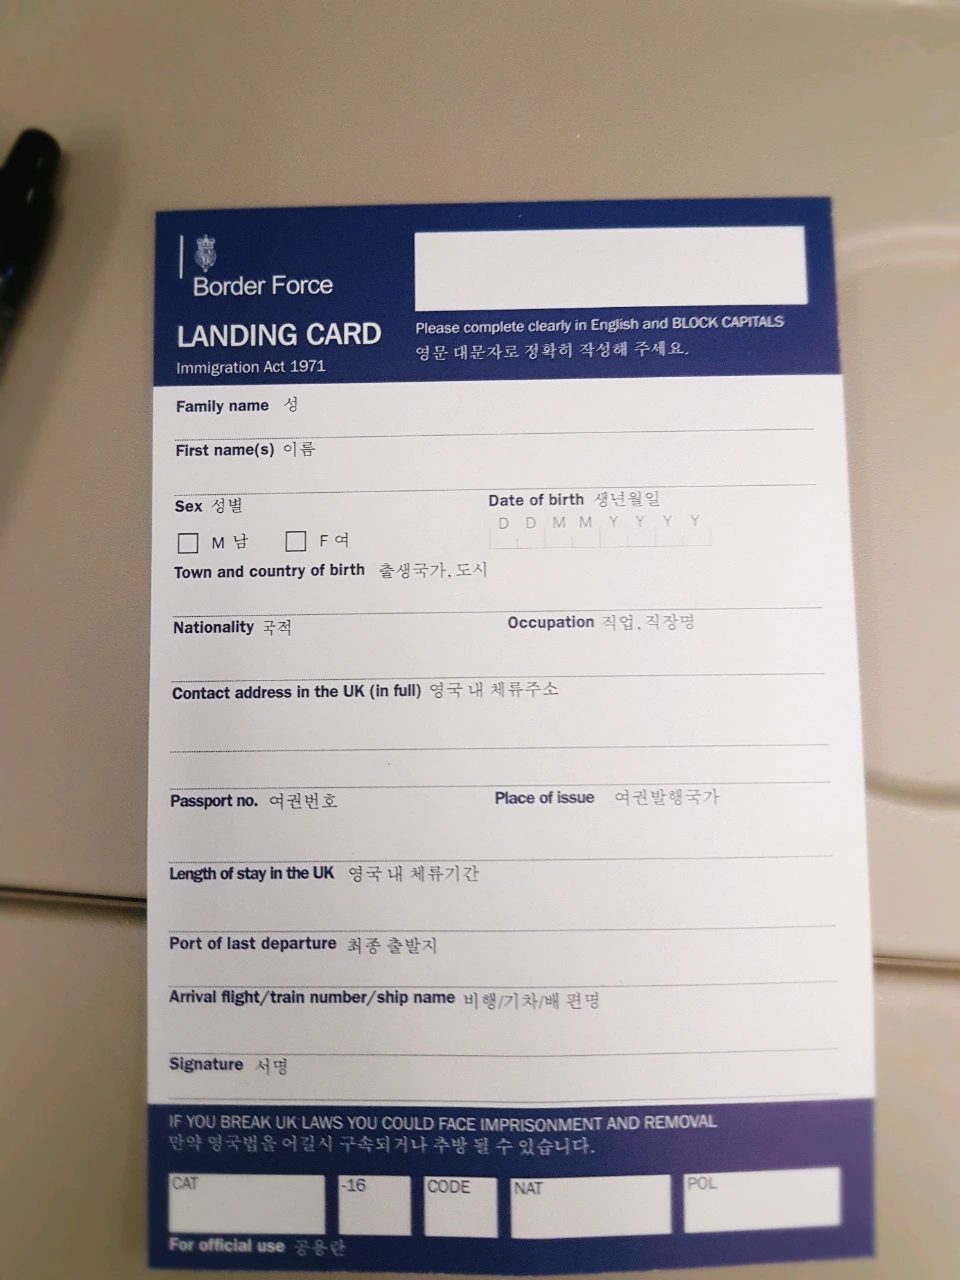 Border Force
LANDING CARD
Immigration Act 1971
Please complete clearly in English and BLOCK CAPITALS
영문 대문자로 정확히 작성해 주세요.
Family name 성
First name(s) 이름
Sex 성별
Date of birth 생년월일
M 남 F 여
D D M M Y Y Y Y
Town and country of birth 출생국가, 도시
Nationality 국적
Occupation 직업, 직장명
Contact address in the UK (in full) 영국 내 체류주소
Passport no. 여권번호
Place of issue 여권발행국가
Length of stay in the UK 영국 내 체류기간
Port of last departure 최종 출발지
Arrival flight/train number/ship name 비행/기차/배 편명
Signature 서명
IF YOU BREAK UK LAWS YOU COULD FACE IMPRISONMENT AND REMOVAL
만약 영국법을 어길시 구속되거나 추방 될 수 있습니다.
CAT -16 CODE NAT POL
For official use 공용란